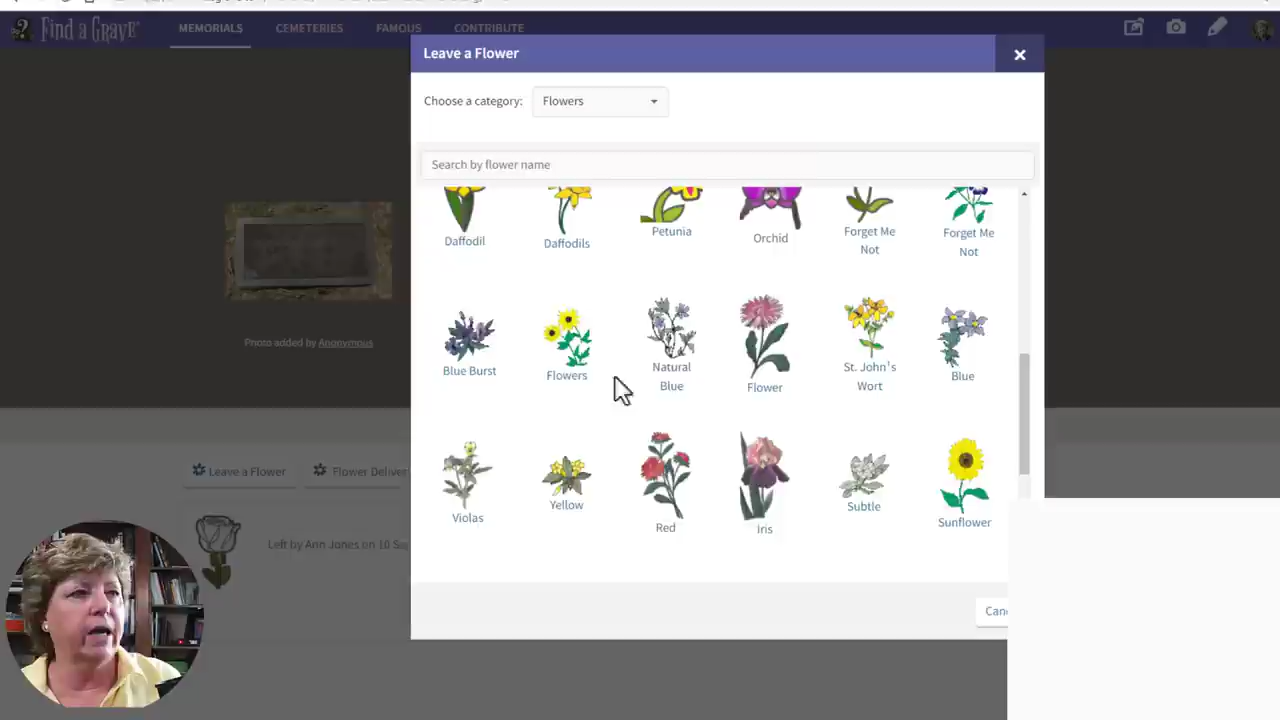 Find a Grave®
MEMORIALS
CEMETERIES
FAMOUS
CONTRIBUTE
Leave a Flower
×
Choose a category:
Flowers
Search by flower name
Daffodil
Daffodils
Petunia
Orchid
Forget Me
Not
Forget Me
Not
Blue Burst
Flowers
Natural
Blue
Flower
St. John's
Wort
Blue
Violas
Yellow
Red
Iris
Subtle
Sunflower
Photo added by Anonymous
Leave a Flower
Flower Deliver
Left by Ann Jones on 10 Se
Can